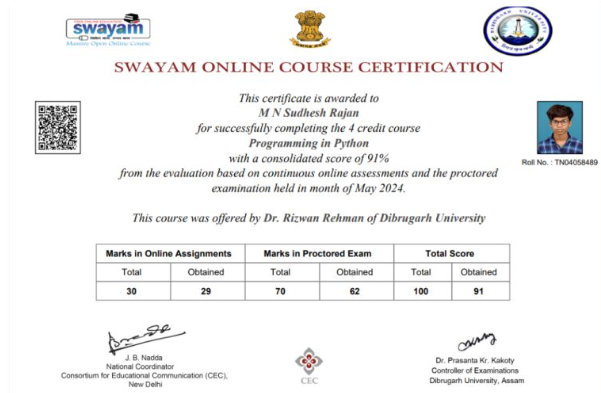 swayam
Massive Open Online Course
DIBRUGARH UNIVERSITY
SWAYAM ONLINE COURSE CERTIFICATION
This certificate is awarded to
M N Sudhesh Rajan
for successfully completing the 4 credit course
Programming in Python
with a consolidated score of 91%
from the evaluation based on continuous online assessments and the proctored
examination held in month of May 2024.
Roll No. : TN04058489
This course was offered by Dr. Rizwan Rehman of Dibrugarh University
Marks in Online Assignments Marks in Proctored Exam Total Score
Total Obtained Total Obtained Total Obtained
30 29 70 62 100 91
J. B. Nadda
National Coordinator
Consortium for Educational Communication (CEC),
New Delhi
CEC
Dr. Prasanta Kr. Kakoty
Controller of Examinations
Dibrugarh University, Assam